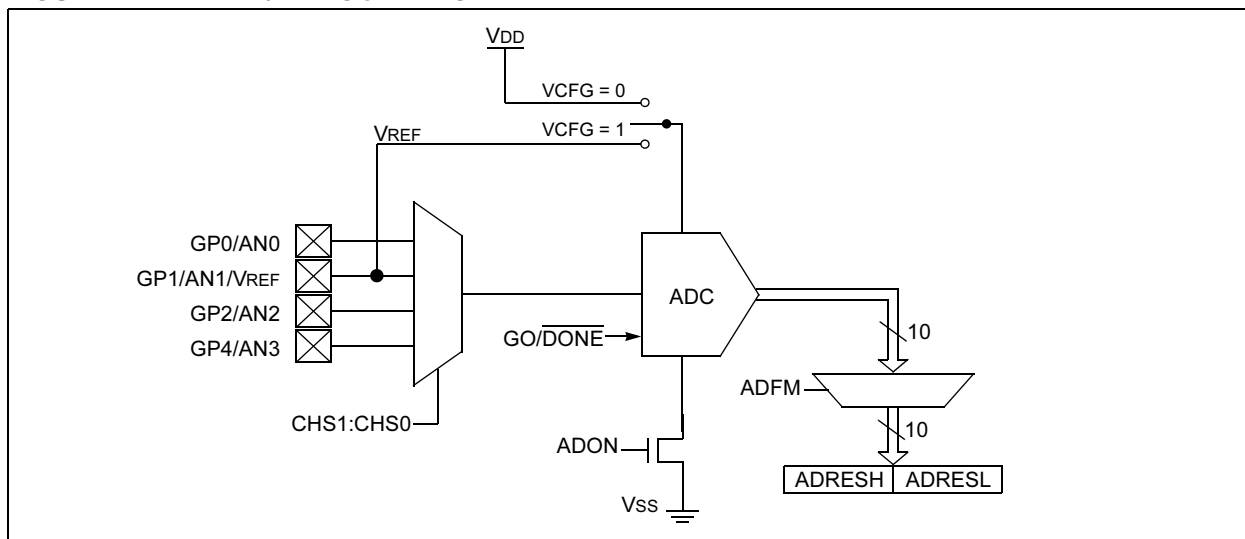 VDD
VCFG = 0
VCFG = 1
VREF
GP0/AN0
GP1/AN1/VREF
GP2/AN2
GP4/AN3
ADC
GO/DONE
10
ADFM
CHS1:CHS0
10
ADON
ADRESH ADRESL
VSS